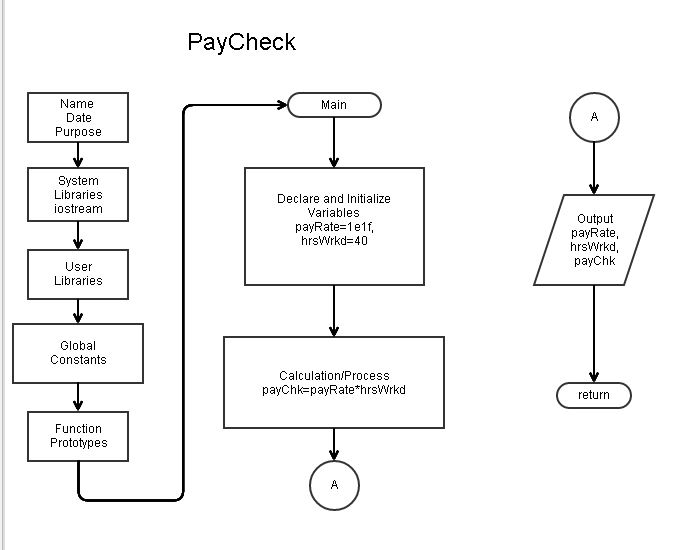 PayCheck
Name
Date
Purpose
System
Libraries
iostream
User
Libraries
Global
Constants
Function
Prototypes
Main
Declare and Initialize
Variables
payRate=1e1f,
hrsWrkd=40
Calculation/Process
payChk=payRate*hrsWrkd
A
A
Output
payRate,
hrsWrkd,
payChk
return